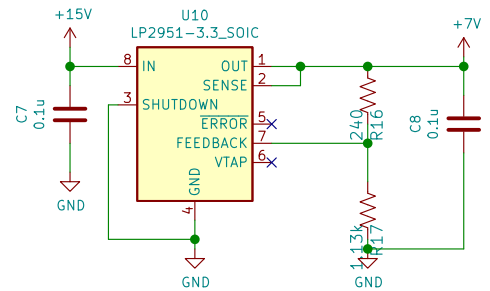 +15V
U10
LP2951-3.3_SOIC
+7V
8
IN
OUT
1
SENSE
2
3
SHUTDOWN
ERROR
5
FEEDBACK
7
VTAP
6
GND
4
C7
0.1u
GND
240
R16
C8
0.1u
1.13k
R17
GND
GND